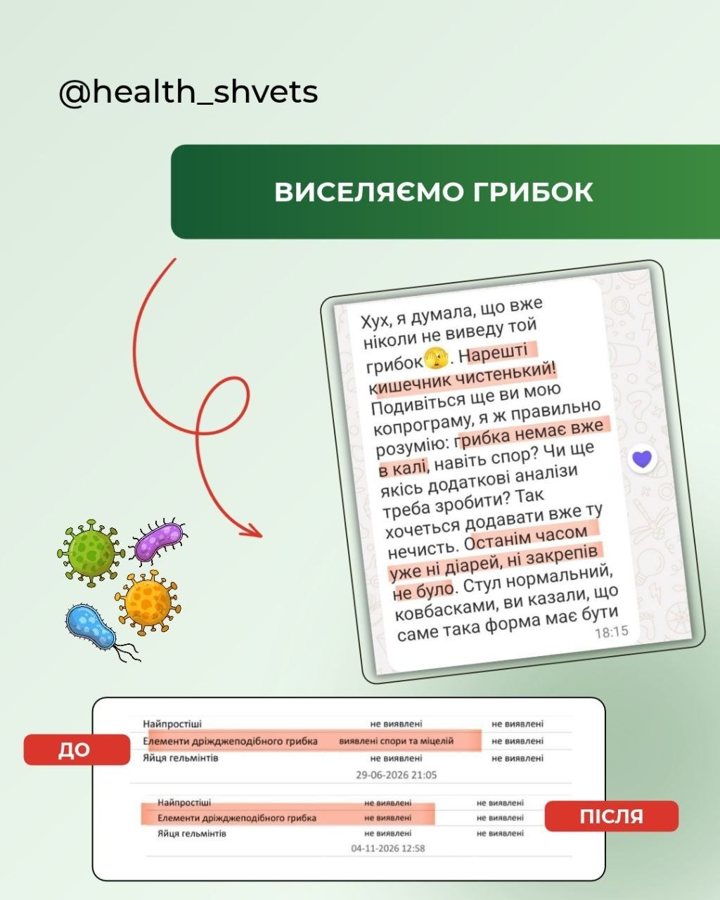 @health_shvets
ВИСЕЛЯЄМО ГРИБОК
Хух, я думала, що вже
ніколи не виведу той
грибок🫣. Нарешті
кишечник чистенький!
Подивіться ще ви мою
копрограму, я ж правильно
розумію: грибка немає вже
в калі, навіть спор? Чи ще
якісь додаткові аналізи
треба зробити? Так
хочеться додавати вже ту
нечисть. Останім часом
уже ні діарей, ні закрепів
не було. Стул нормальний,
ковбасками, ви казали, що
саме така форма має бути
18:15
ДО
Найпростіші не виявлені не виявлені
Елементи дріжджеподібного грибка виявлені спори та міцелій не виявлені
Яйця гельмінтів не виявлені не виявлені
29-06-2026 21:05
Найпростіші не виявлені не виявлені
Елементи дріжджеподібного грибка не виявлені не виявлені
Яйця гельмінтів не виявлені не виявлені
04-11-2026 12:58
ПІСЛЯ